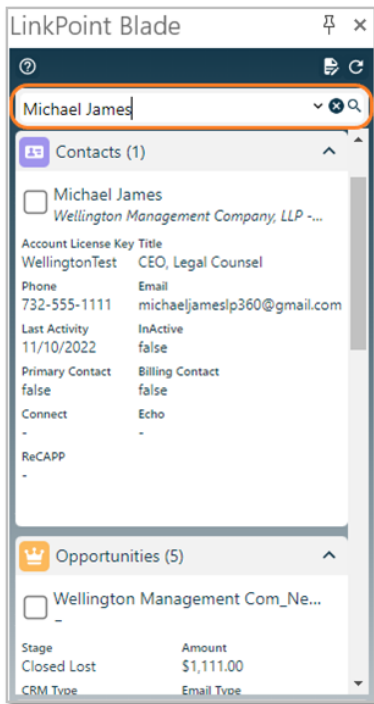 LinkPoint Blade
Michael James
Contacts (1)
Michael James
Wellington Management Company, LLP -...
Account License Key Title
WellingtonTest CEO, Legal Counsel
Phone Email
732-555-1111 michaeljameslp360@gmail.com
Last Activity InActive
11/10/2022 false
Primary Contact Billing Contact
false false
Connect Echo
- -
ReCAPP
-
Opportunities (5)
Wellington Management Com_Ne...
–
Stage Amount
Closed Lost $1,111.00
CRM Type Email Type